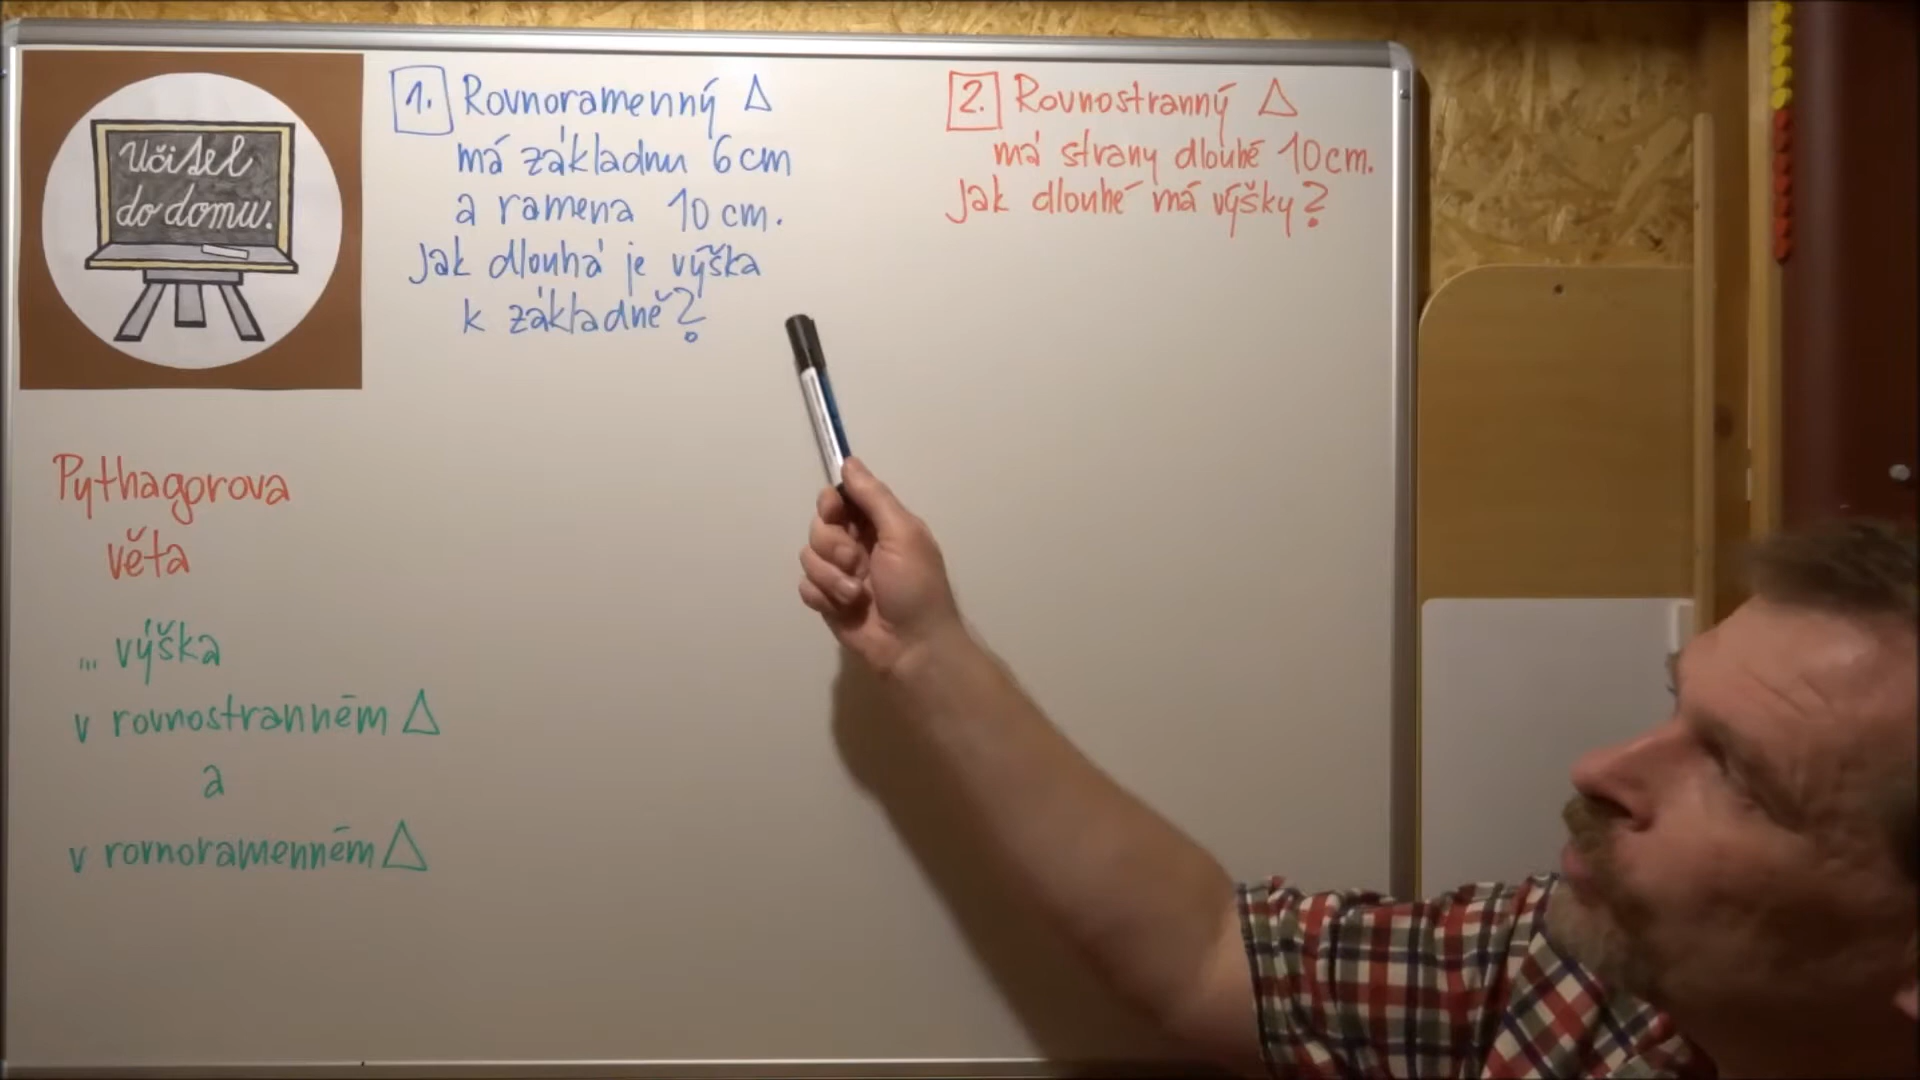 Učitel
do domu.
1. Rovnoramenný △
má základnu 6 cm
a ramena 10 cm.
Jak dlouhá je výška
k základně?
2. Rovnostranný △
má strany dlouhé 10 cm.
Jak dlouhé má výšky?
Pythagorova
věta
... výška
v rovnostranném △
a
v rovnoramenném △